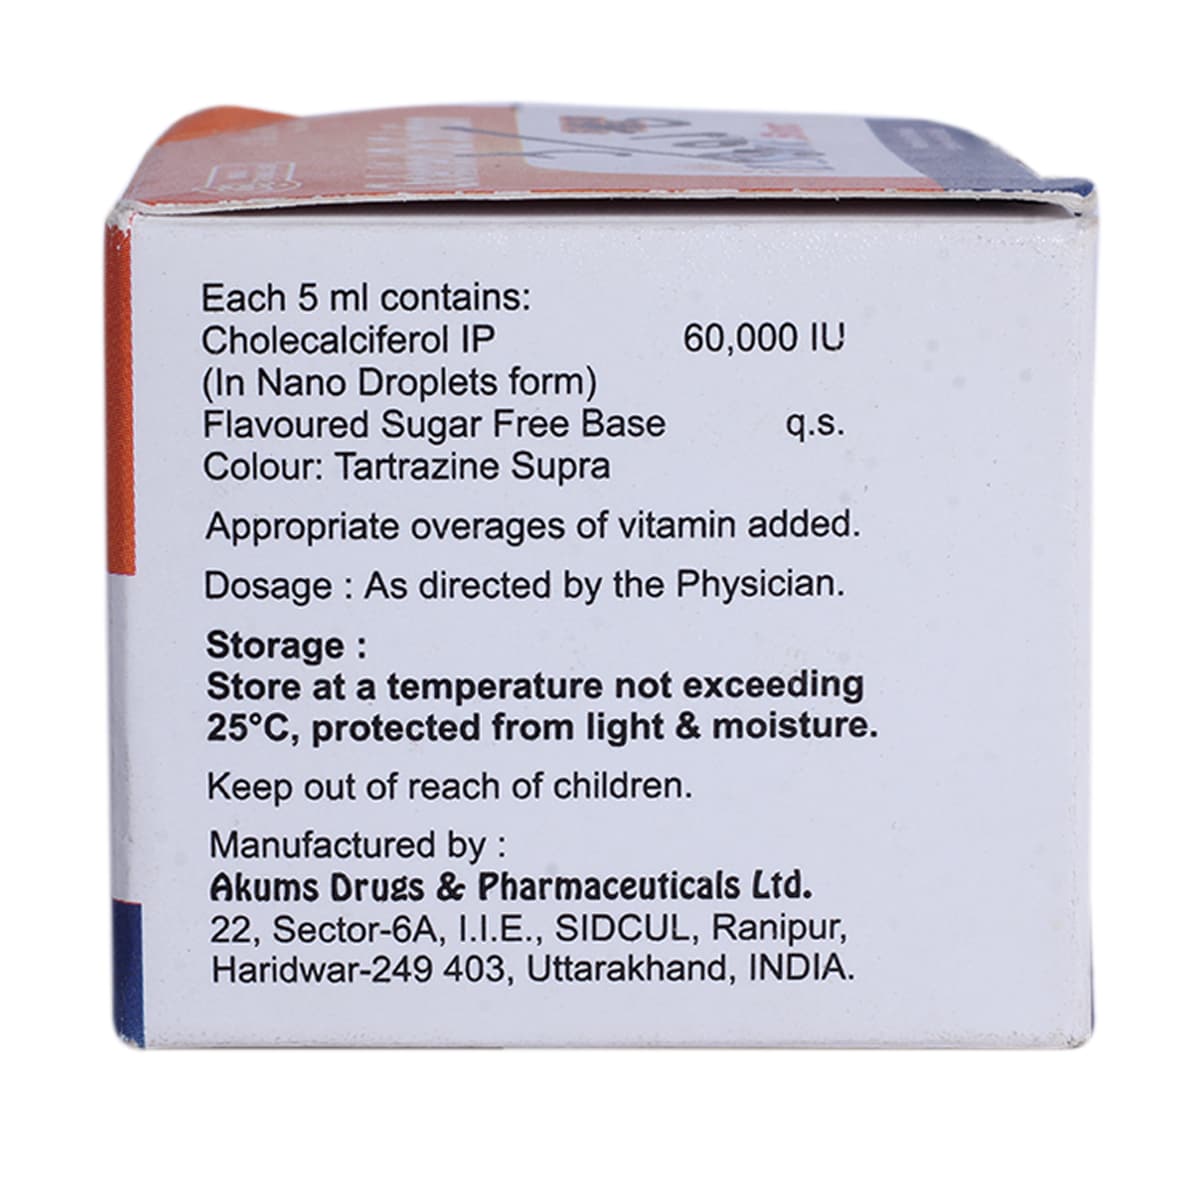 Each 5 ml contains:
Cholecalciferol IP 60,000 IU
(In Nano Droplets form)
Flavoured Sugar Free Base q.s.
Colour: Tartrazine Supra
Appropriate overages of vitamin added.
Dosage : As directed by the Physician.
Storage :
Store at a temperature not exceeding
25°C, protected from light & moisture.
Keep out of reach of children.
Manufactured by :
Akums Drugs & Pharmaceuticals Ltd.
22, Sector-6A, I.I.E., SIDCUL, Ranipur,
Haridwar-249 403, Uttarakhand, INDIA.